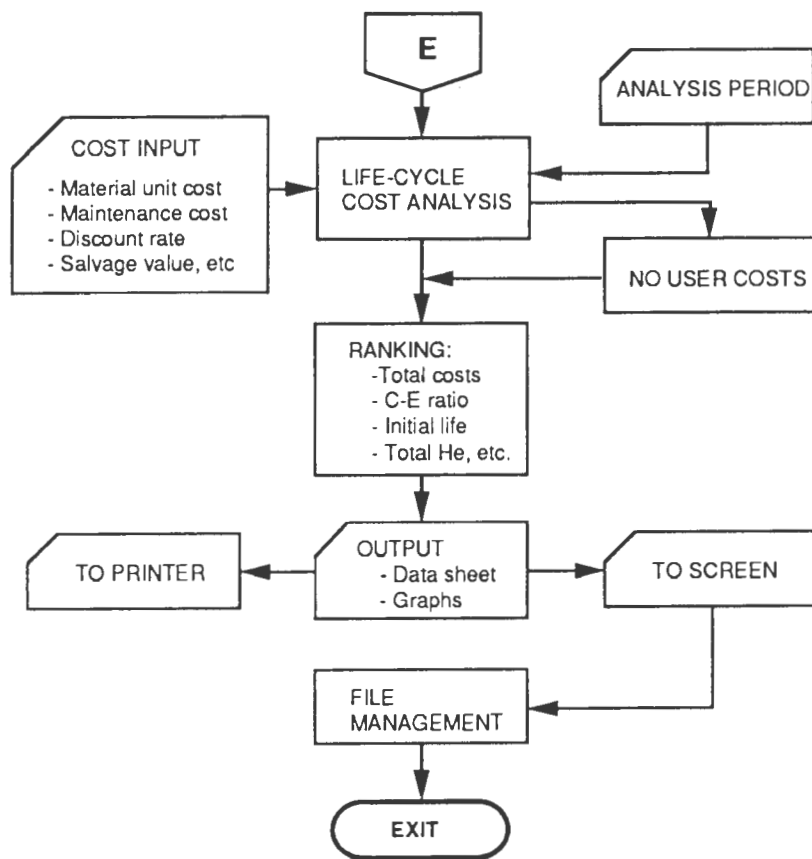 E
ANALYSIS PERIOD
COST INPUT
- Material unit cost
- Maintenance cost
- Discount rate
- Salvage value, etc
LIFE-CYCLE
COST ANALYSIS
NO USER COSTS
RANKING:
-Total costs
- C-E ratio
- Initial life
- Total He, etc.
TO PRINTER
OUTPUT
- Data sheet
- Graphs
TO SCREEN
FILE
MANAGEMENT
EXIT